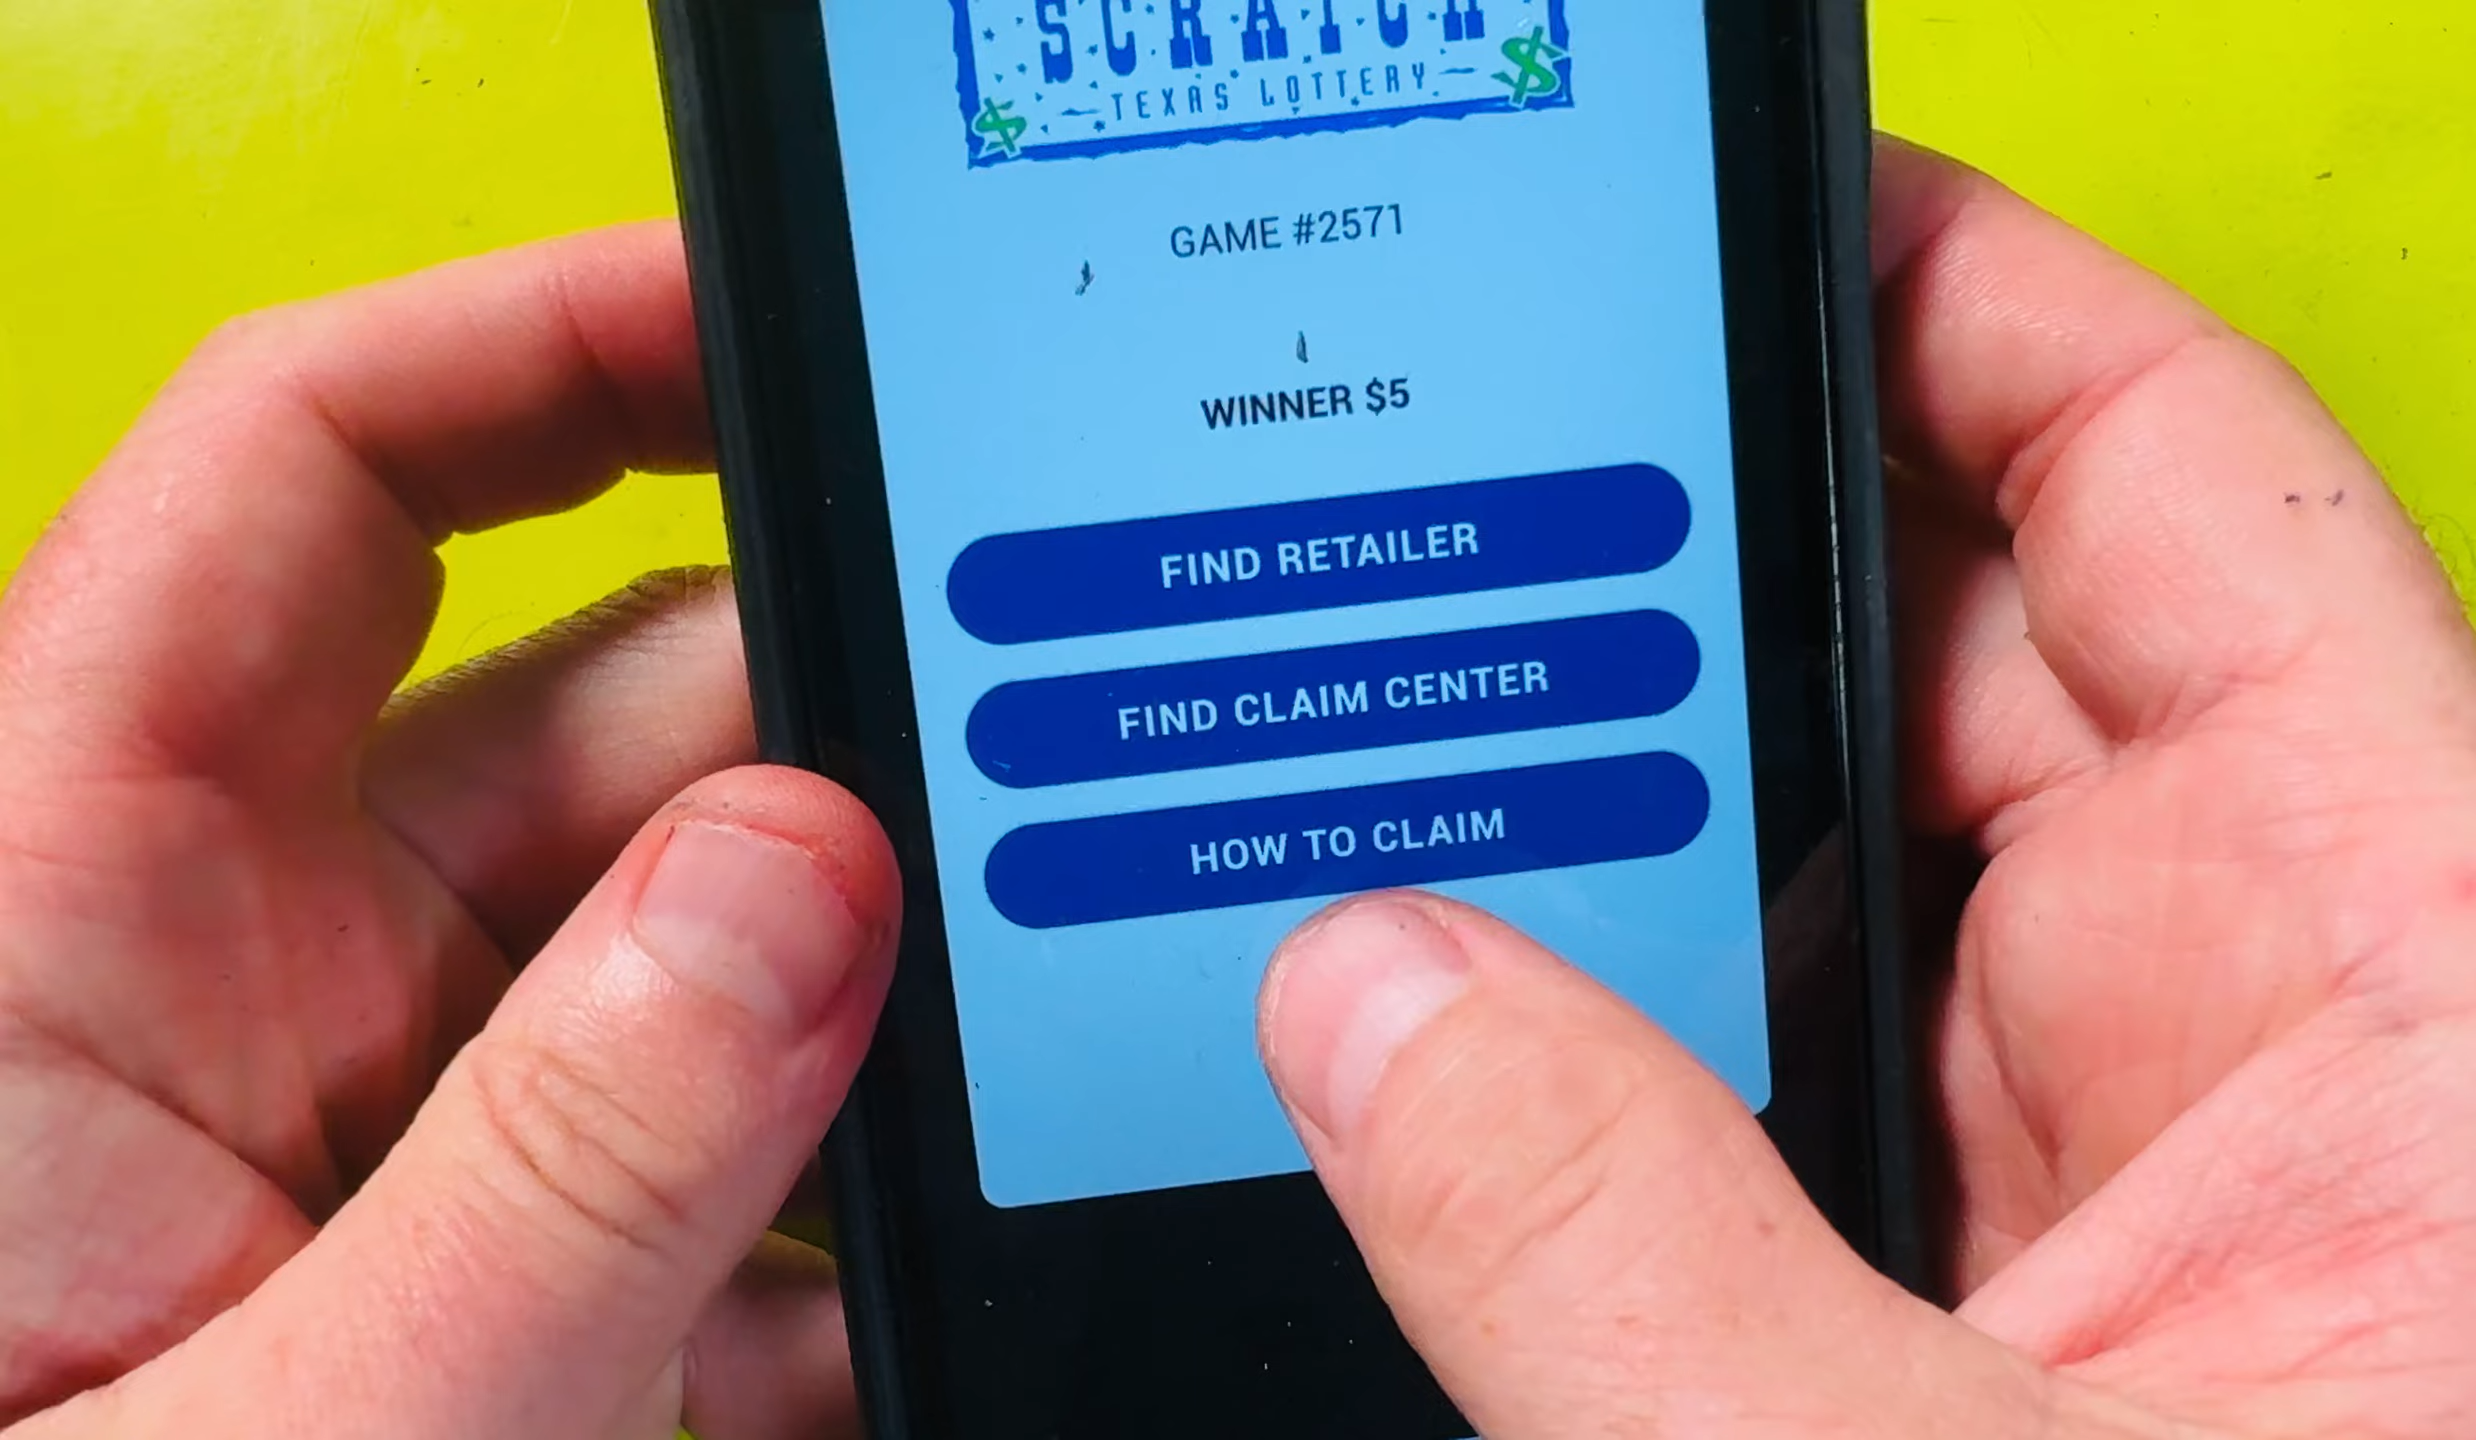 SCRATCH
TEXAS LOTTERY
GAME #2571
WINNER $5
FIND RETAILER
FIND CLAIM CENTER
HOW TO CLAIM